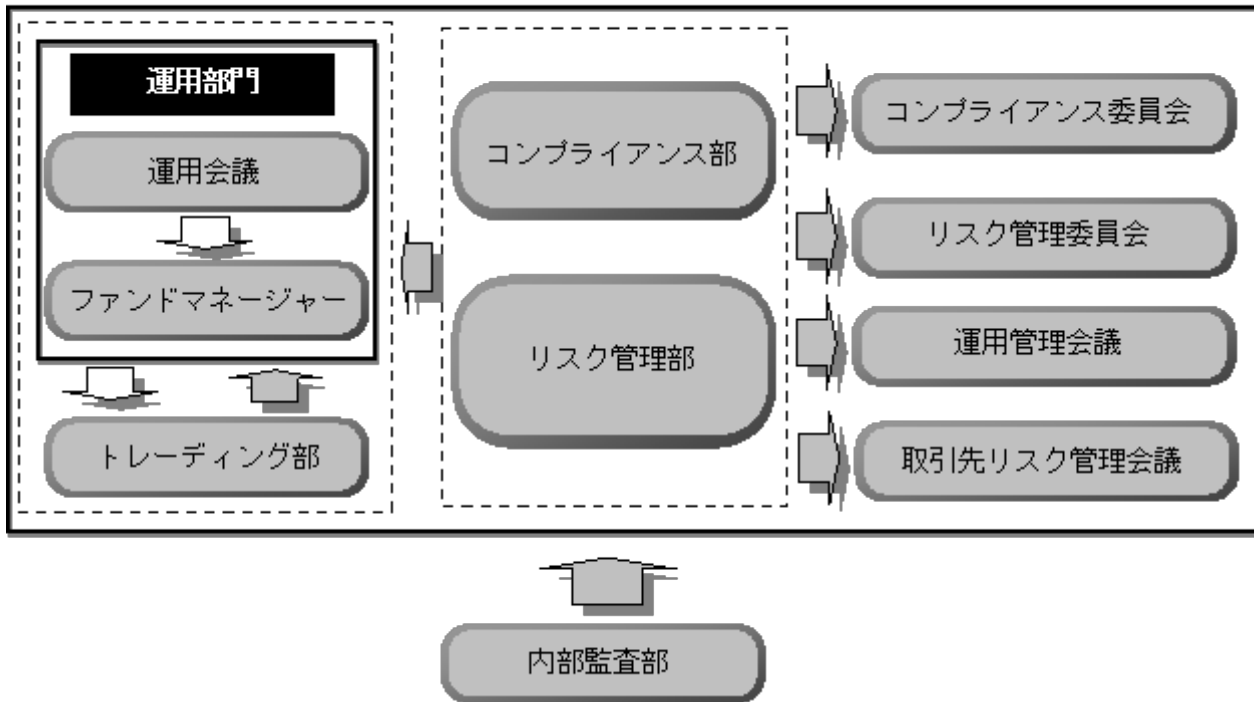 運用部門
運用会議
ファンドマネージャー
トレーディング部
コンプライアンス部
リスク管理部
コンプライアンス委員会
リスク管理委員会
運用管理会議
取引先リスク管理会議
内部監査部